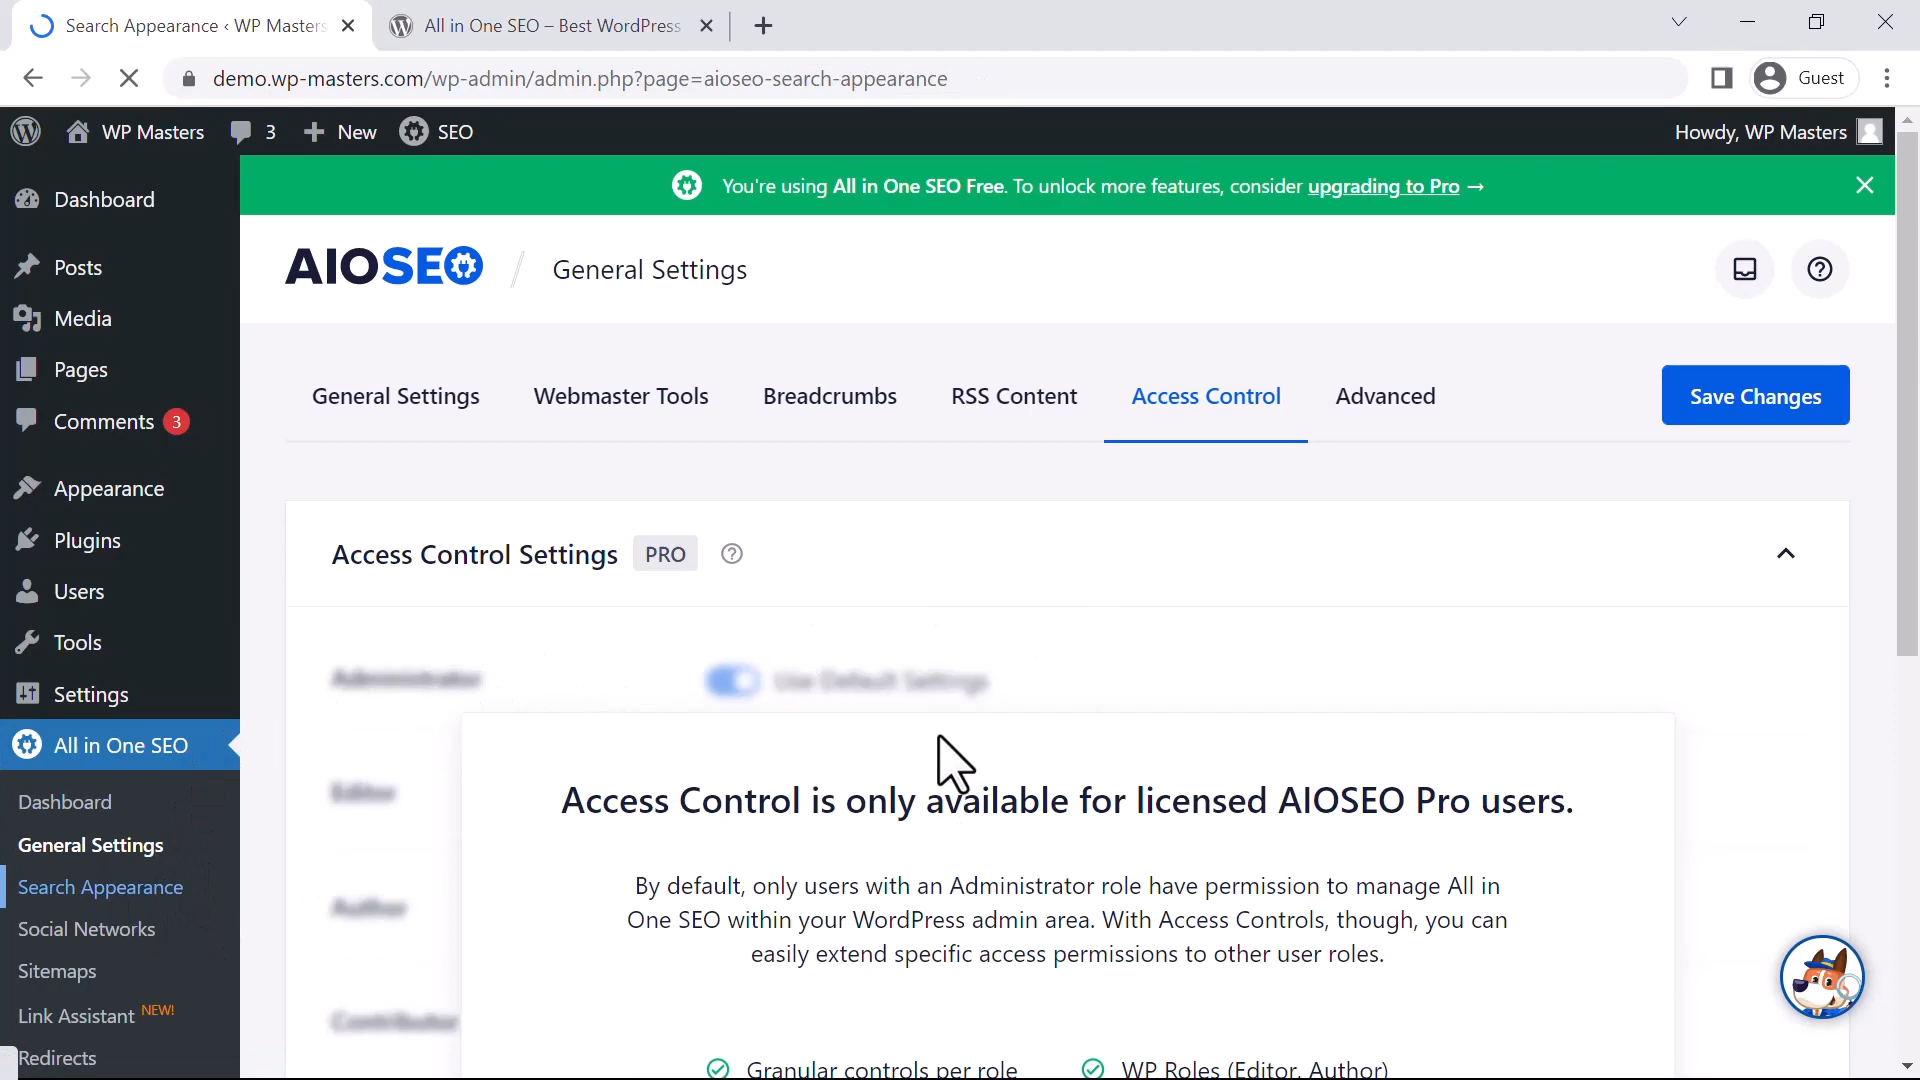 Search Appearance ‹ WP Masters
All in One SEO – Best WordPress
demo.wp-masters.com/wp-admin/admin.php?page=aioseo-search-appearance
Guest
WP Masters
3
New
SEO
Howdy, WP Masters
You're using All in One SEO Free. To unlock more features, consider upgrading to Pro →
Dashboard
Posts
Media
Pages
Comments 3
Appearance
Plugins
Users
Tools
Settings
All in One SEO
Dashboard
General Settings
Search Appearance
Social Networks
Sitemaps
Link Assistant NEW!
Redirects
AIOSEO / General Settings
General Settings
Webmaster Tools
Breadcrumbs
RSS Content
Access Control
Advanced
Save Changes
Access Control Settings PRO
Administrator
Use Default Settings
Editor
Author
Contributor
Access Control is only available for licensed AIOSEO Pro users.
By default, only users with an Administrator role have permission to manage All in
One SEO within your WordPress admin area. With Access Controls, though, you can
easily extend specific access permissions to other user roles.
Granular controls per role
WP Roles (Editor, Author)